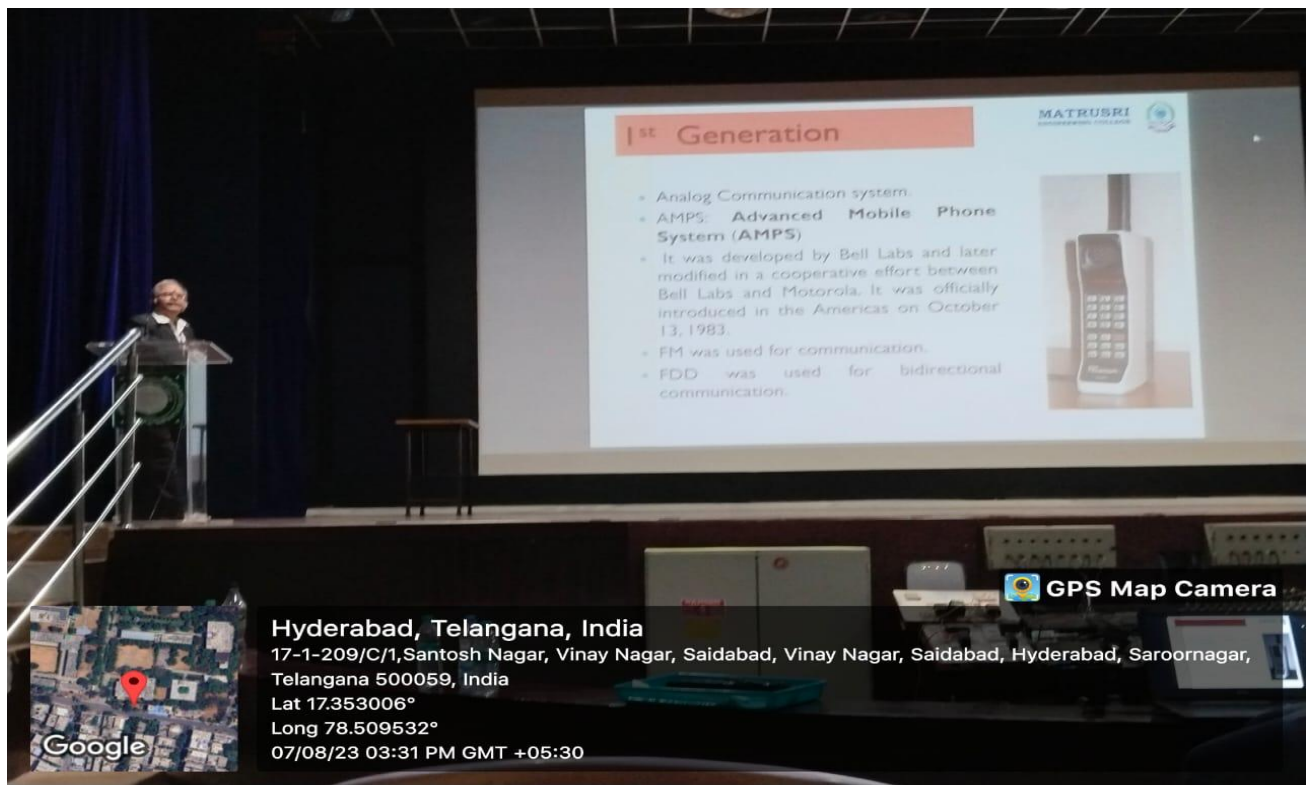 1st Generation
MATRUSRI
ENGINEERING COLLEGE
Analog Communication system.
AMPS: Advanced Mobile Phone
System (AMPS)
It was developed by Bell Labs and later
modified in a cooperative effort between
Bell Labs and Motorola. It was officially
introduced in the Americas on October
13, 1983.
FM was used for communication.
FDD was used for bidirectional
communication.
GPS Map Camera
Hyderabad, Telangana, India
17-1-209/C/1,Santosh Nagar, Vinay Nagar, Saidabad, Vinay Nagar, Saidabad, Hyderabad, Saroornagar,
Telangana 500059, India
Lat 17.353006°
Long 78.509532°
07/08/23 03:31 PM GMT +05:30
Google